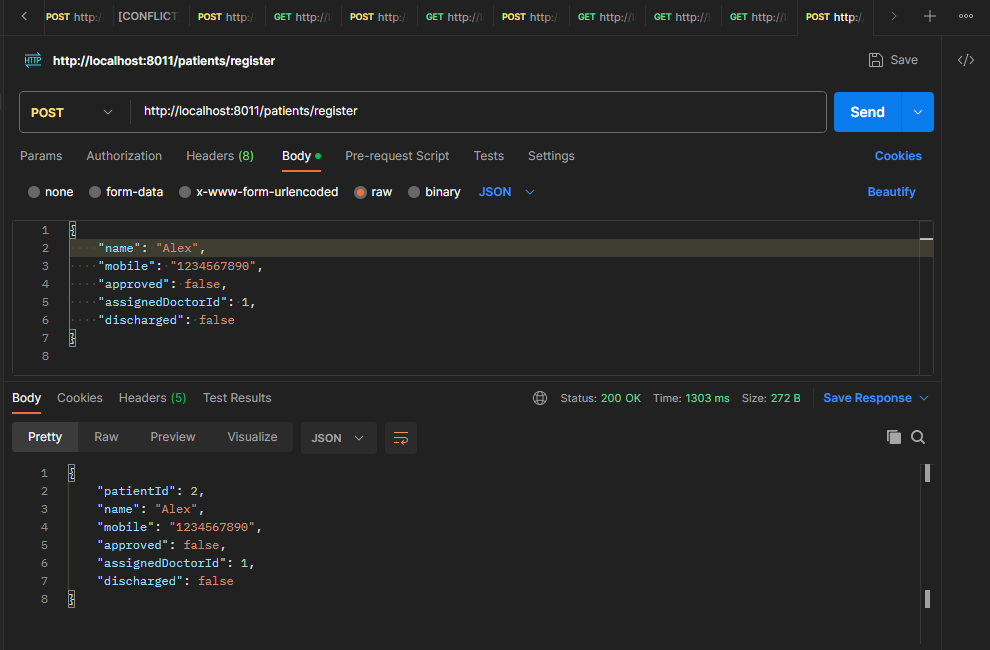 POST http:/ [CONFLICT POST http:/ GET http://l POST http:/ GET http://l POST http:/ GET http://l GET http://l GET http://l POST http:/
HTTP http://localhost:8011/patients/register Save
POST http://localhost:8011/patients/register Send
Params Authorization Headers (8) Body Pre-request Script Tests Settings Cookies
none form-data x-www-form-urlencoded raw binary JSON Beautify
1 {
2 "name": "Alex",
3 "mobile": "1234567890",
4 "approved": false,
5 "assignedDoctorId": 1,
6 "discharged": false
7 }
8
Body Cookies Headers (5) Test Results Status: 200 OK Time: 1303 ms Size: 272 B Save Response
Pretty Raw Preview Visualize JSON
1 {
2 "patientId": 2,
3 "name": "Alex",
4 "mobile": "1234567890",
5 "approved": false,
6 "assignedDoctorId": 1,
7 "discharged": false
8 }